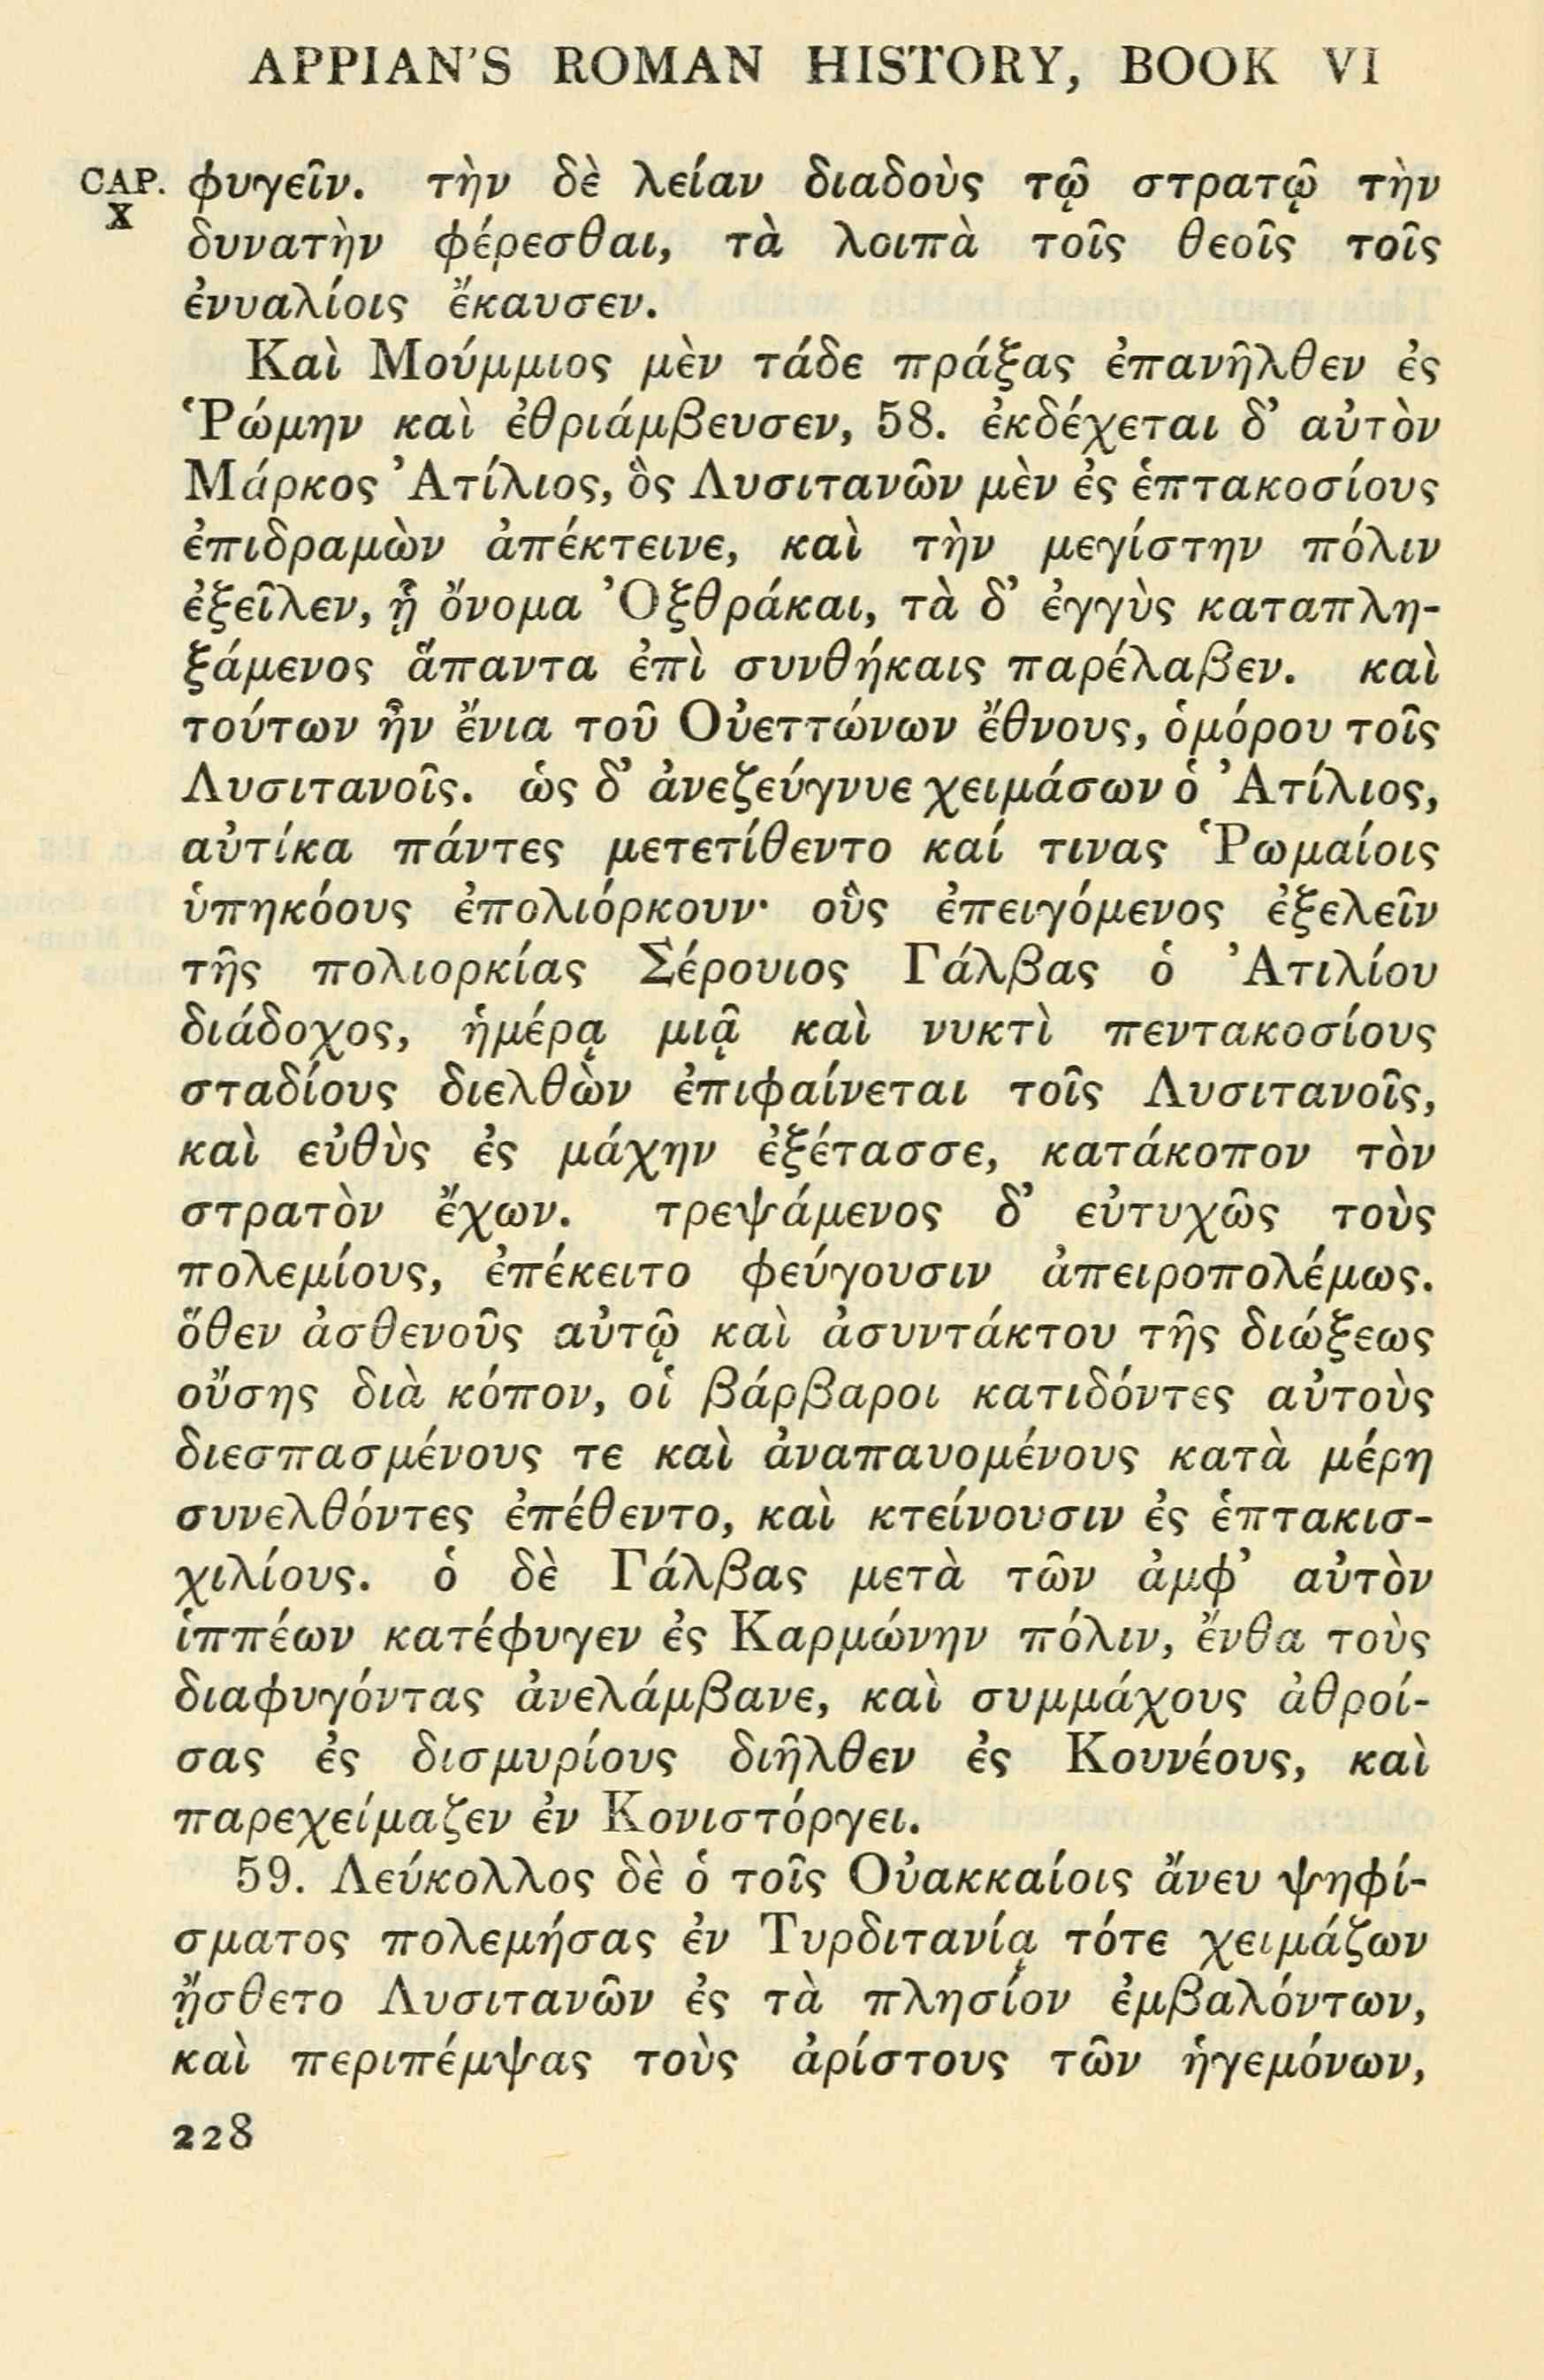 APPIAN'S ROMAN HISTORY, BOOK VI
CAP. X
φυγεῖν. τὴν δὲ λείαν διαδοὺς τῷ στρατῷ τὴν
δυνατὴν φέρεσθαι, τὰ λοιπὰ τοῖς θεοῖς τοῖς
ἐνυαλίοις ἔκαυσεν.
Καὶ Μούμμιος μὲν τάδε πράξας ἐπανῆλθεν ἐς
Ῥώμην καὶ ἐθριάμβευσεν, 58. ἐκδέχεται δ' αὐτὸν
Μάρκος Ἀτίλιος, ὃς Λυσιτανῶν μὲν ἐς ἑπτακοσίους
ἐπιδραμὼν ἀπέκτεινε, καὶ τὴν μεγίστην πόλιν
ἐξεῖλεν, ᾗ ὄνομα Ὀξθράκαι, τὰ δ' ἐγγὺς καταπλη-
ξάμενος ἅπαντα ἐπὶ συνθήκαις παρέλαβεν. καὶ
τούτων ἦν ἔνια τοῦ Οὐεττώνων ἔθνους, ὁμόρου τοῖς
Λυσιτανοῖς. ὡς δ' ἀνεζεύγνυε χειμάσων ὁ Ἀτίλιος,
αὐτίκα πάντες μετετίθεντο καί τινας Ῥωμαίοις
ὑπηκόους ἐπολιόρκουν· οὓς ἐπειγόμενος ἐξελεῖν
τῆς πολιορκίας Σέρουιος Γάλβας ὁ Ἀτιλίου
διάδοχος, ἡμέρᾳ μιᾷ καὶ νυκτὶ πεντακοσίους
σταδίους διελθὼν ἐπιφαίνεται τοῖς Λυσιτανοῖς,
καὶ εὐθὺς ἐς μάχην ἐξέτασσε, κατάκοπον τὸν
στρατὸν ἔχων. τρεψάμενος δ' εὐτυχῶς τοὺς
πολεμίους, ἐπέκειτο φεύγουσιν ἀπειροπολέμως.
ὅθεν ἀσθενοῦς αὐτῷ καὶ ἀσυντάκτου τῆς διώξεως
οὔσης διὰ κόπον, οἱ βάρβαροι κατιδόντες αὐτοὺς
διεσπασμένους τε καὶ ἀναπαυομένους κατὰ μέρη
συνελθόντες ἐπέθεντο, καὶ κτείνουσιν ἐς ἑπτακισ-
χιλίους. ὁ δὲ Γάλβας μετὰ τῶν ἀμφ' αὐτὸν
ἱππέων κατέφυγεν ἐς Καρμώνην πόλιν, ἔνθα τοὺς
διαφυγόντας ἀνελάμβανε, καὶ συμμάχους ἀθροί-
σας ἐς δισμυρίους διῆλθεν ἐς Κουνέους, καὶ
παρεχείμαζεν ἐν Κονιστόργει.
59. Λεύκολλος δὲ ὁ τοῖς Οὐακκαίοις ἄνευ ψηφί-
σματος πολεμήσας ἐν Τυρδιτανίᾳ τότε χειμάζων
ᾔσθετο Λυσιτανῶν ἐς τὰ πλησίον ἐμβαλόντων,
καὶ περιπέμψας τοὺς ἀρίστους τῶν ἡγεμόνων,
228